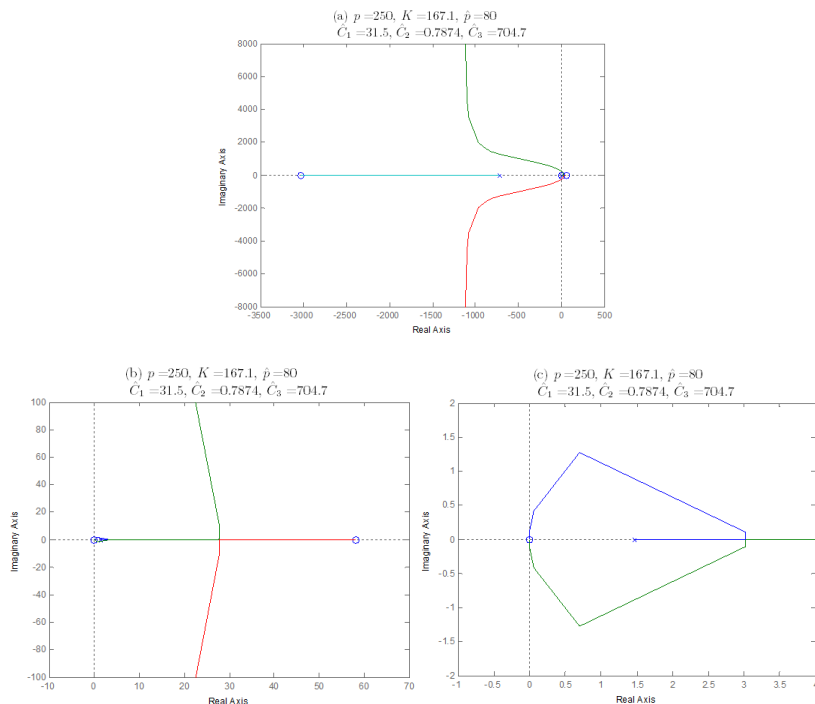 (a) p =250, K =167.1, p̂ =80
Ĉ₁ =31.5, Ĉ₂ =0.7874, Ĉ₃ =704.7
8000
6000
4000
2000
0
-2000
-4000
-6000
-8000
Imaginary Axis
-3500 -3000 -2500 -2000 -1500 -1000 -500 0 500
Real Axis
(b) p =250, K =167.1, p̂ =80
Ĉ₁ =31.5, Ĉ₂ =0.7874, Ĉ₃ =704.7
100
80
60
40
20
0
-20
-40
-60
-80
-100
Imaginary Axis
-10 0 10 20 30 40 50 60 70
Real Axis
(c) p =250, K =167.1, p̂ =80
Ĉ₁ =31.5, Ĉ₂ =0.7874, Ĉ₃ =704.7
2
1.5
1
0.5
0
-0.5
-1
-1.5
-2
Imaginary Axis
-1 -0.5 0 0.5 1 1.5 2 2.5 3 3.5 4
Real Axis